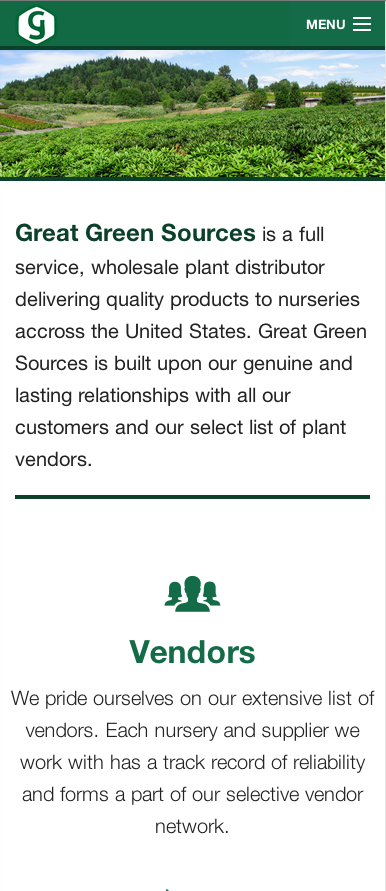 g
MENU
Great Green Sources is a full
service, wholesale plant distributor
delivering quality products to nurseries
accross the United States. Great Green
Sources is built upon our genuine and
lasting relationships with all our
customers and our select list of plant
vendors.
Vendors
We pride ourselves on our extensive list of
vendors. Each nursery and supplier we
work with has a track record of reliability
and forms a part of our selective vendor
network.